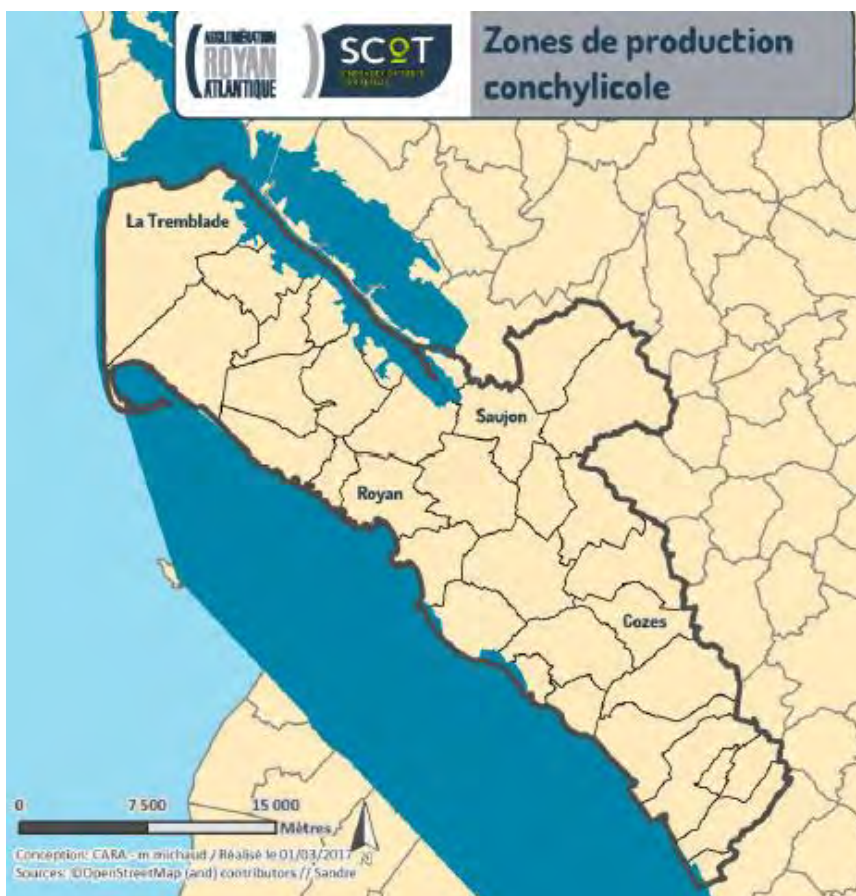 AGGLOMÉRATION
ROYAN
ATLANTIQUE
SCOT
Zones de production
conchylicole
La Tremblade
Saujon
Royan
Cozes
0 7 500 15 000
Mètres
Conception: CARA - m michaud / Réalisé le 01/03/2017
Sources: ©OpenStreetMap (and) contributors // Sandre